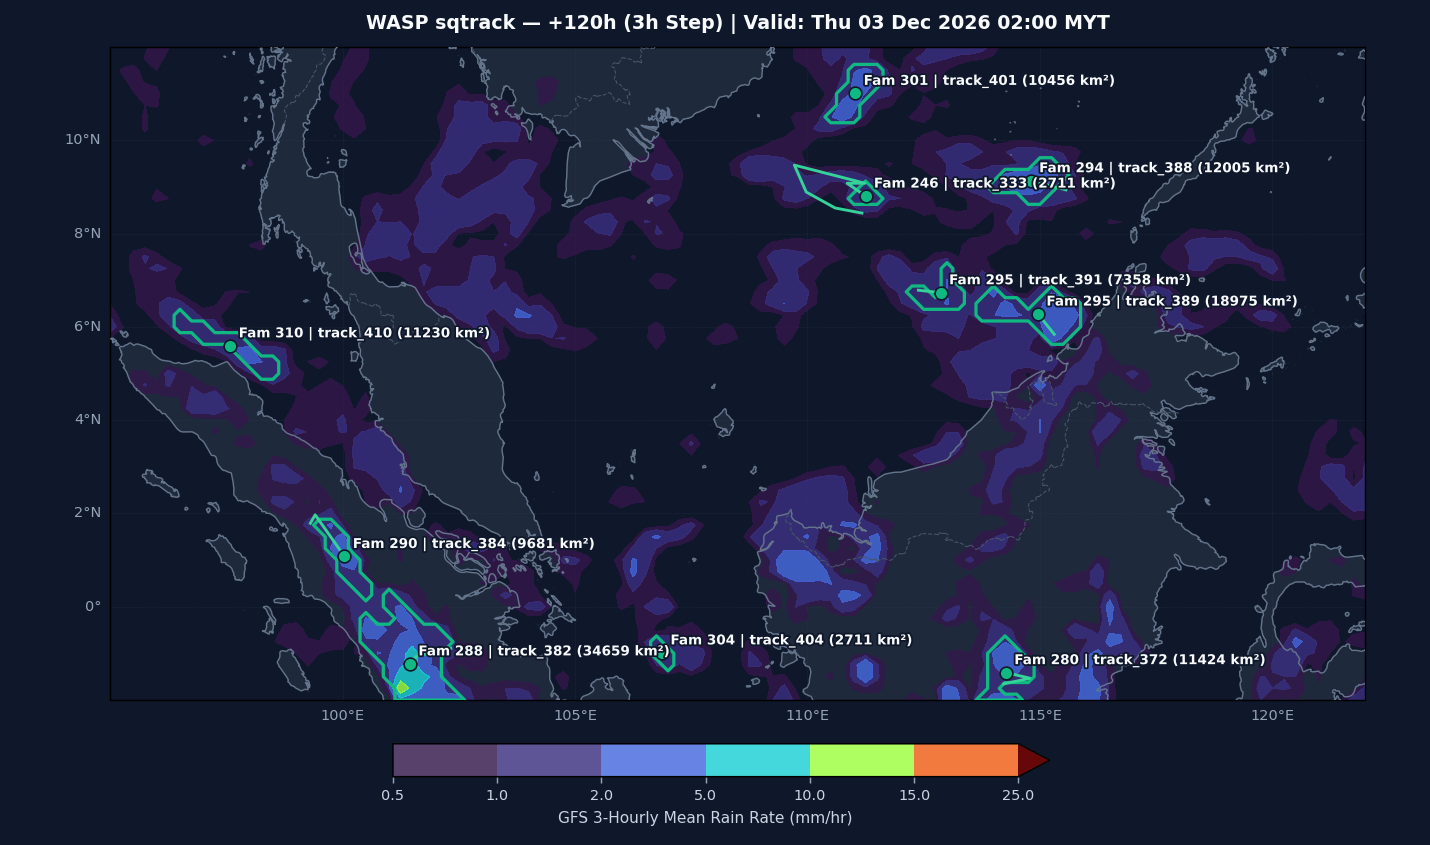 WASP sqtrack — +120h (3h Step) | Valid: Thu 03 Dec 2026 02:00 MYT
Fam 301 | track_401 (10456 km²)
10°N
Fam 294 | track_388 (12005 km²)
Fam 246 | track_333 (2711 km²)
8°N
Fam 295 | track_391 (7358 km²)
Fam 295 | track_389 (18975 km²)
6°N
Fam 310 | track_410 (11230 km²)
4°N
2°N
Fam 290 | track_384 (9681 km²)
0°
Fam 304 | track_404 (2711 km²)
Fam 288 | track_382 (34659 km²)
Fam 280 | track_372 (11424 km²)
100°E 105°E 110°E 115°E 120°E
0.5 1.0 2.0 5.0 10.0 15.0 25.0
GFS 3-Hourly Mean Rain Rate (mm/hr)